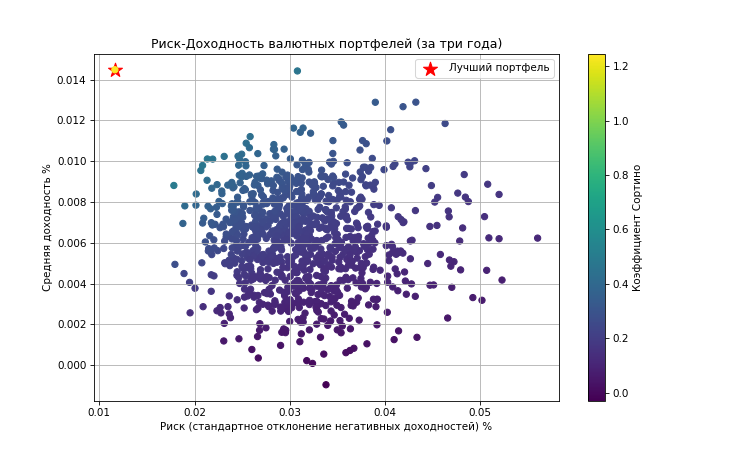 Риск-Доходность валютных портфелей (за три года)
Лучший портфель
Средняя доходность %
0.014
0.012
0.010
0.008
0.006
0.004
0.002
0.000
0.01 0.02 0.03 0.04 0.05
Риск (стандартное отклонение негативных доходностей) %
1.2
1.0
0.8
0.6
0.4
0.2
0.0
Коэффициент Сортино